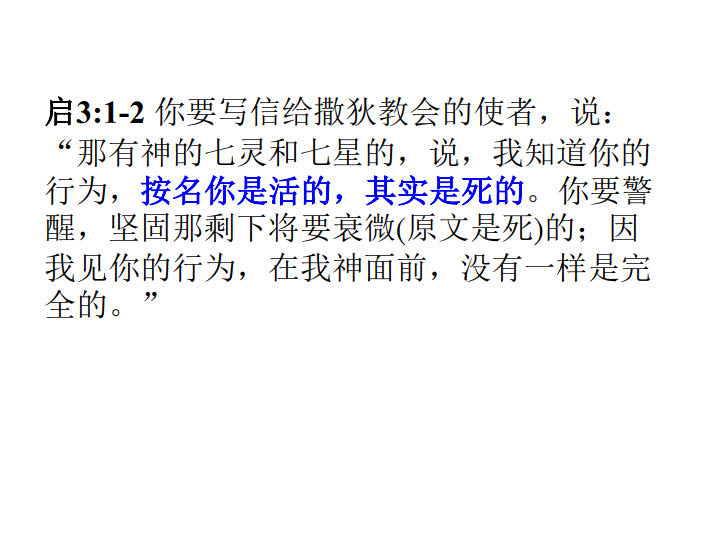 启3:1-2 你要写信给撒狄教会的使者，说：
“那有神的七灵和七星的，说，我知道你的
行为，按名你是活的，其实是死的。你要警
醒，坚固那剩下将要衰微(原文是死)的；因
我见你的行为，在我神面前，没有一样是完
全的。”